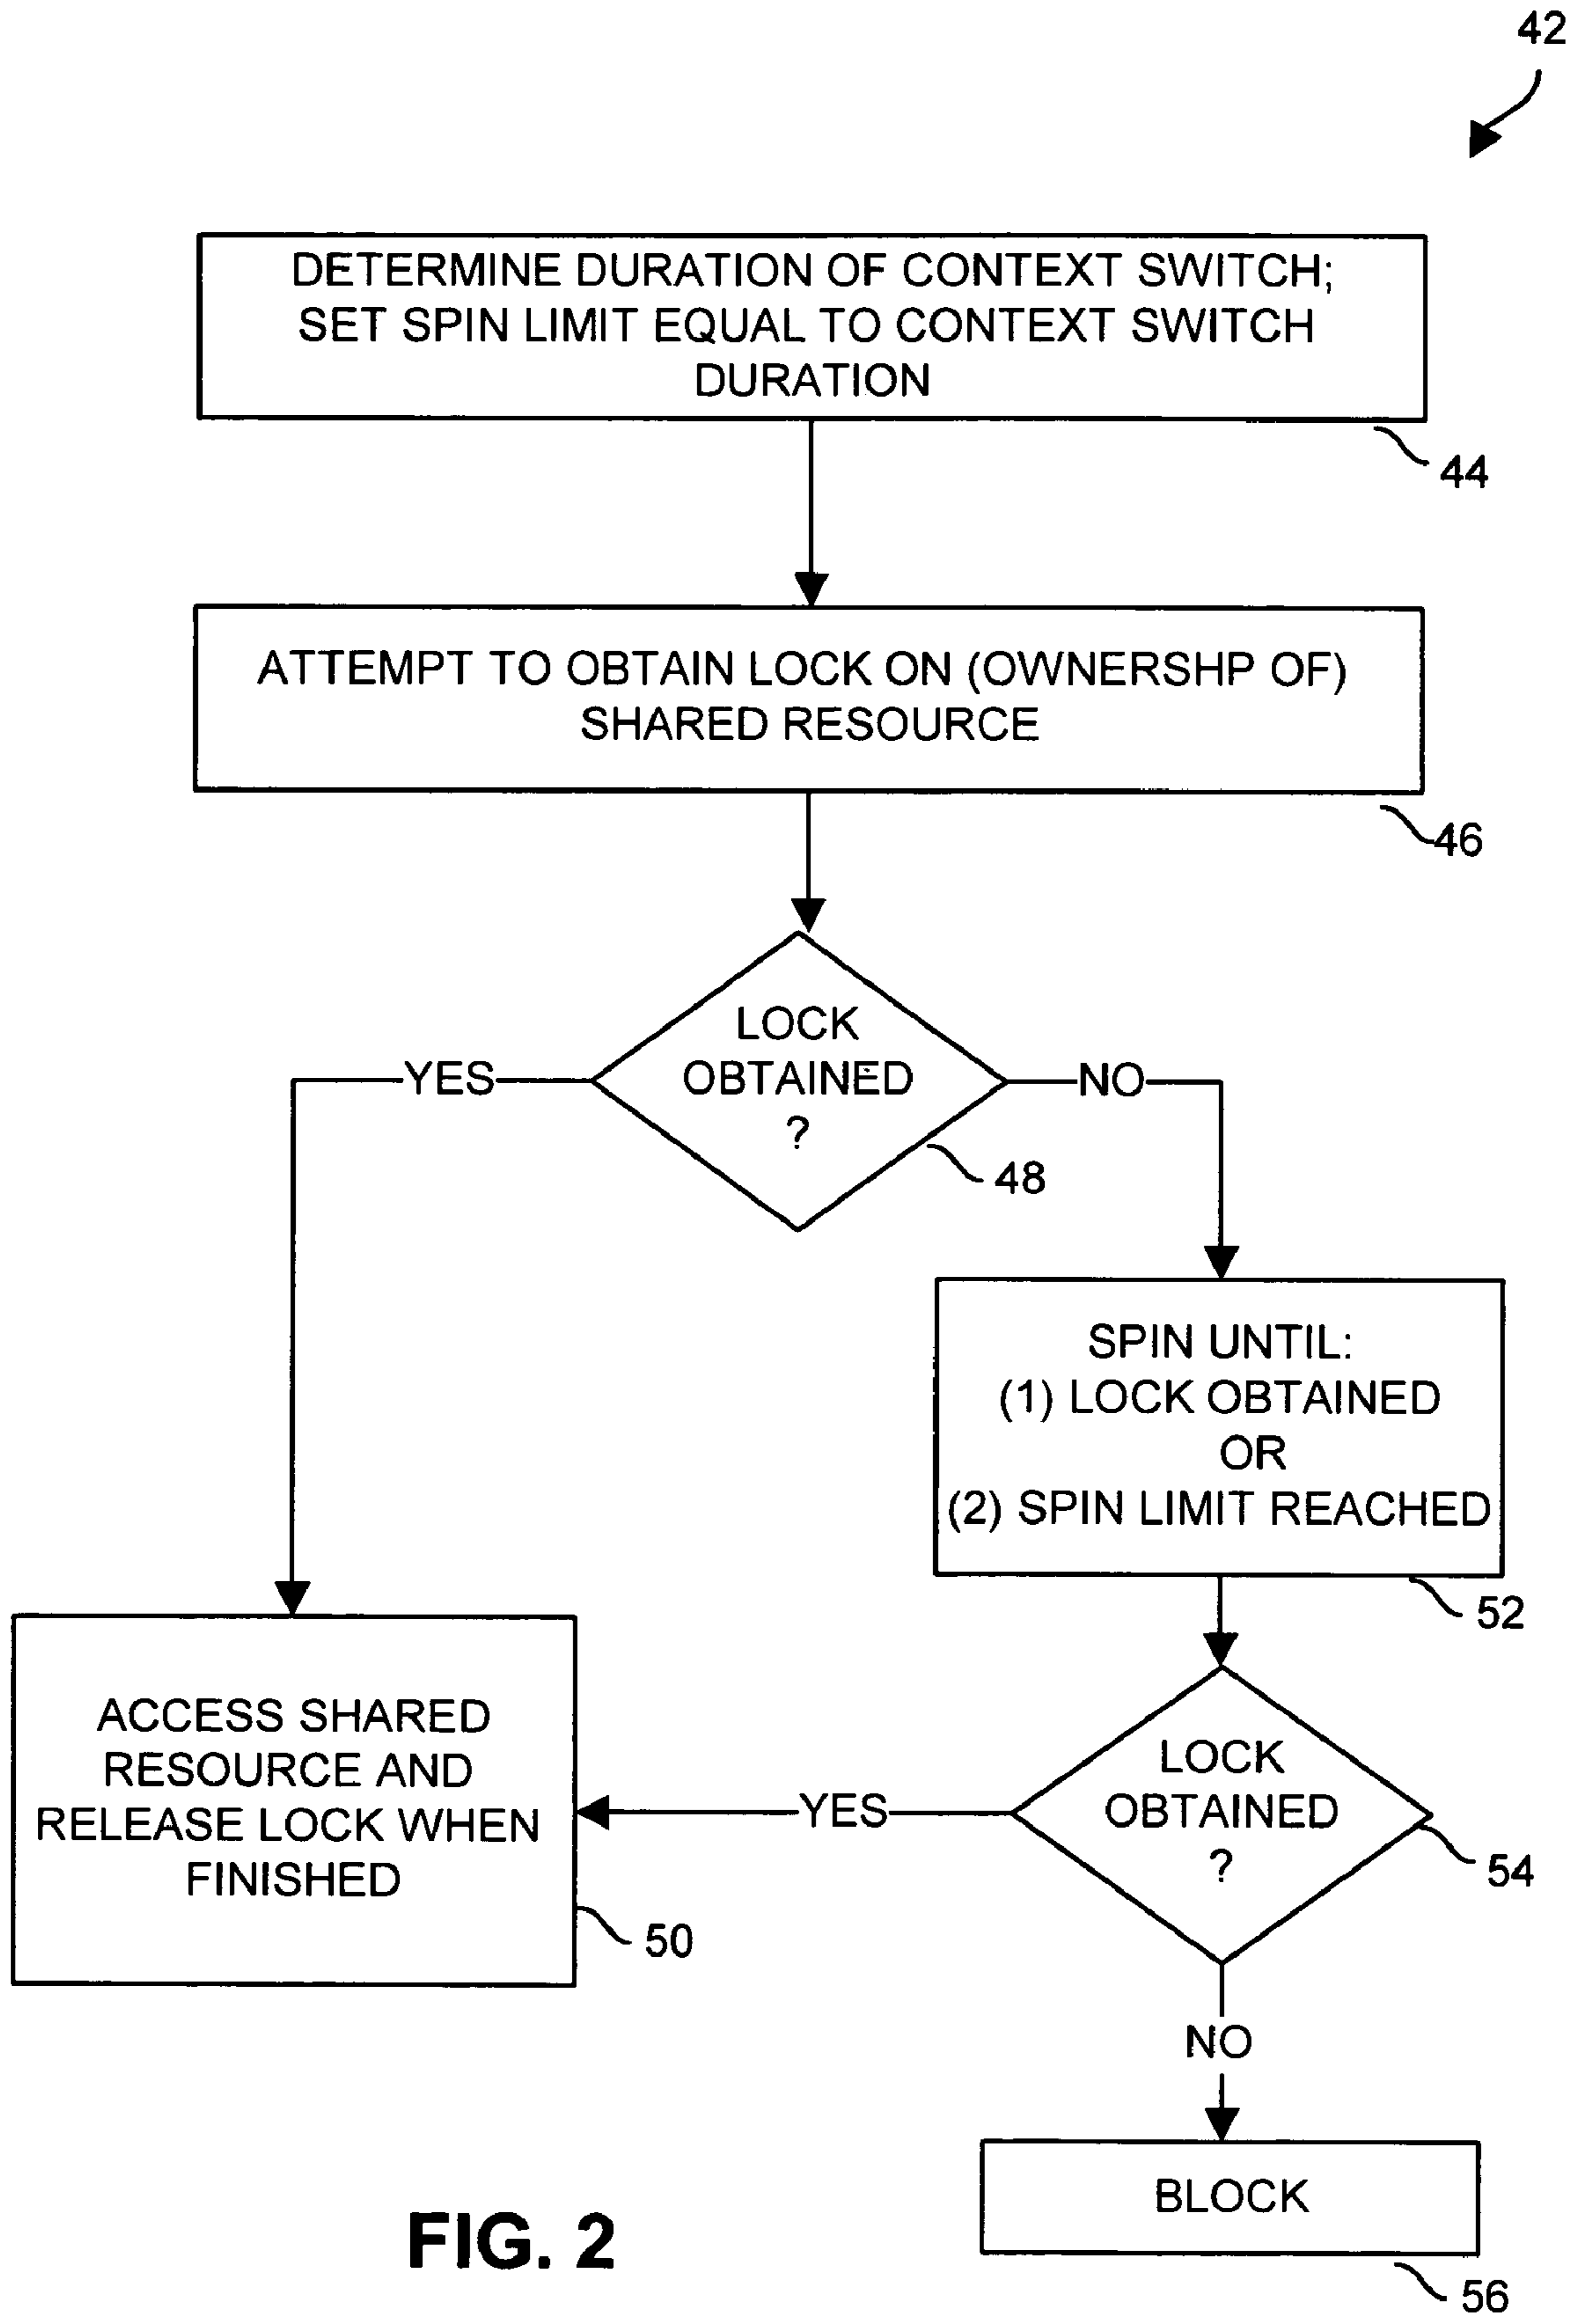 42
DETERMINE DURATION OF CONTEXT SWITCH;
SET SPIN LIMIT EQUAL TO CONTEXT SWITCH
DURATION
44
ATTEMPT TO OBTAIN LOCK ON (OWNERSHP OF)
SHARED RESOURCE
46
LOCK
OBTAINED
?
YES
NO
48
SPIN UNTIL:
(1) LOCK OBTAINED
OR
(2) SPIN LIMIT REACHED
52
ACCESS SHARED
RESOURCE AND
RELEASE LOCK WHEN
FINISHED
50
YES
LOCK
OBTAINED
?
54
NO
BLOCK
56
FIG. 2